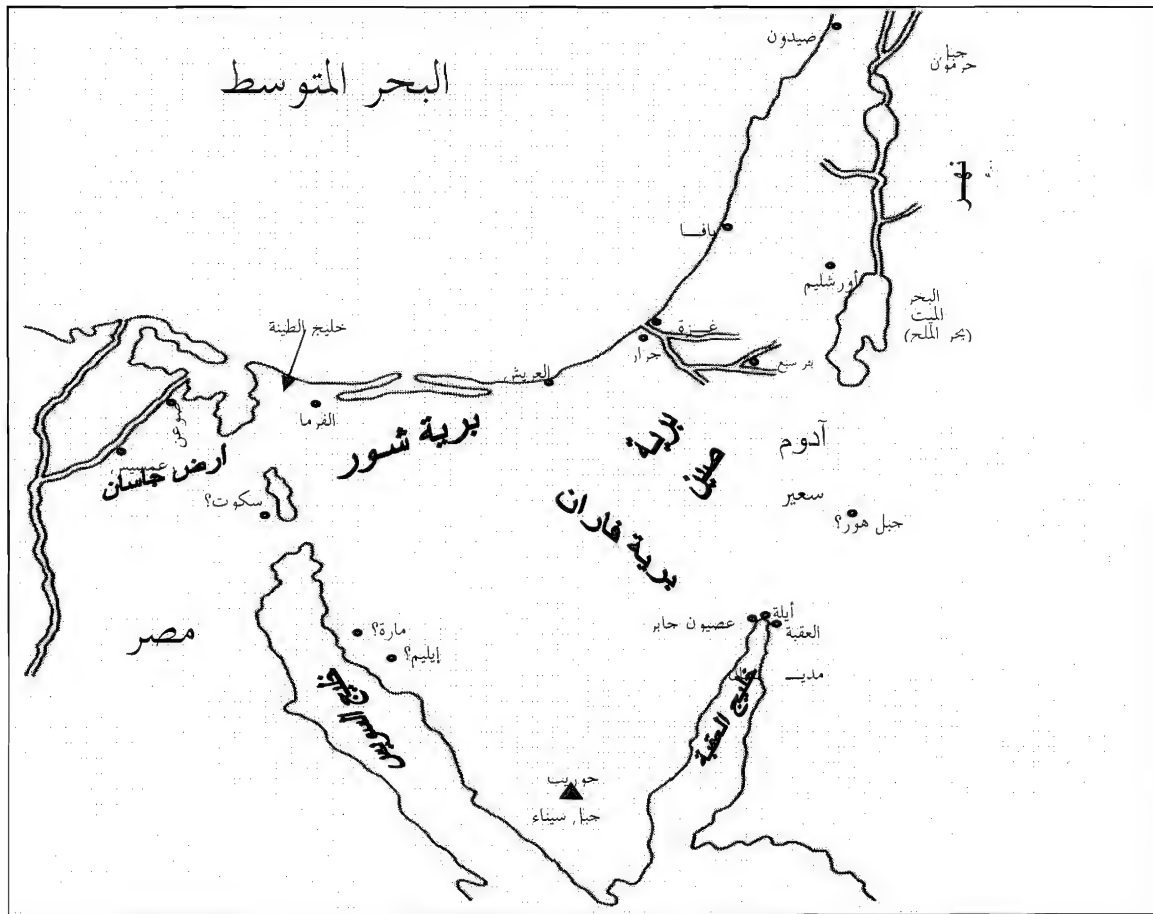 صيدون
جبل
حرمون
البحر المتوسط
نهر
يافا
أورشليم
البحر
الميت
(بحر الملح)
خليج الطينة
غزة
جرار
بئر سبع
العريش
الفرما
صوعن
برية شور
برية
صين
آدوم
أرض جاسان
سكوت؟
برية فاران
سعير
جبل هور؟
أيلة
عصيون جابر
العقبة
مصر
مارة؟
إيليم؟
خليج السويس
خليج العقبة
حوريب
جبل سيناء